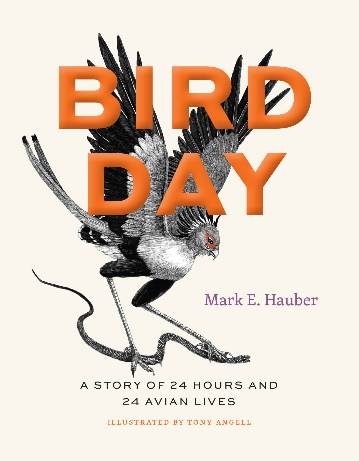 BIRD
DAY
Mark E. Hauber
A STORY OF 24 HOURS AND
24 AVIAN LIVES
ILLUSTRATED BY TONY ANGELL